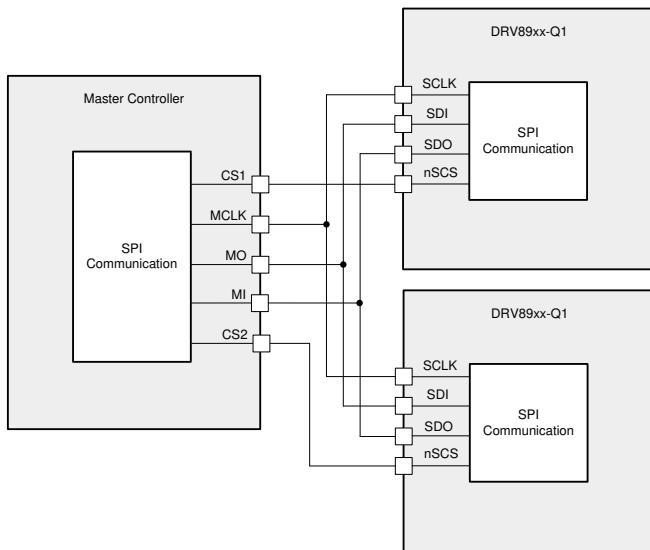 Master Controller
SPI
Communication
CS1
MCLK
MO
MI
CS2
DRV89xx-Q1
SCLK
SDI
SDO
nSCS
SPI
Communication
DRV89xx-Q1
SCLK
SDI
SDO
nSCS
SPI
Communication